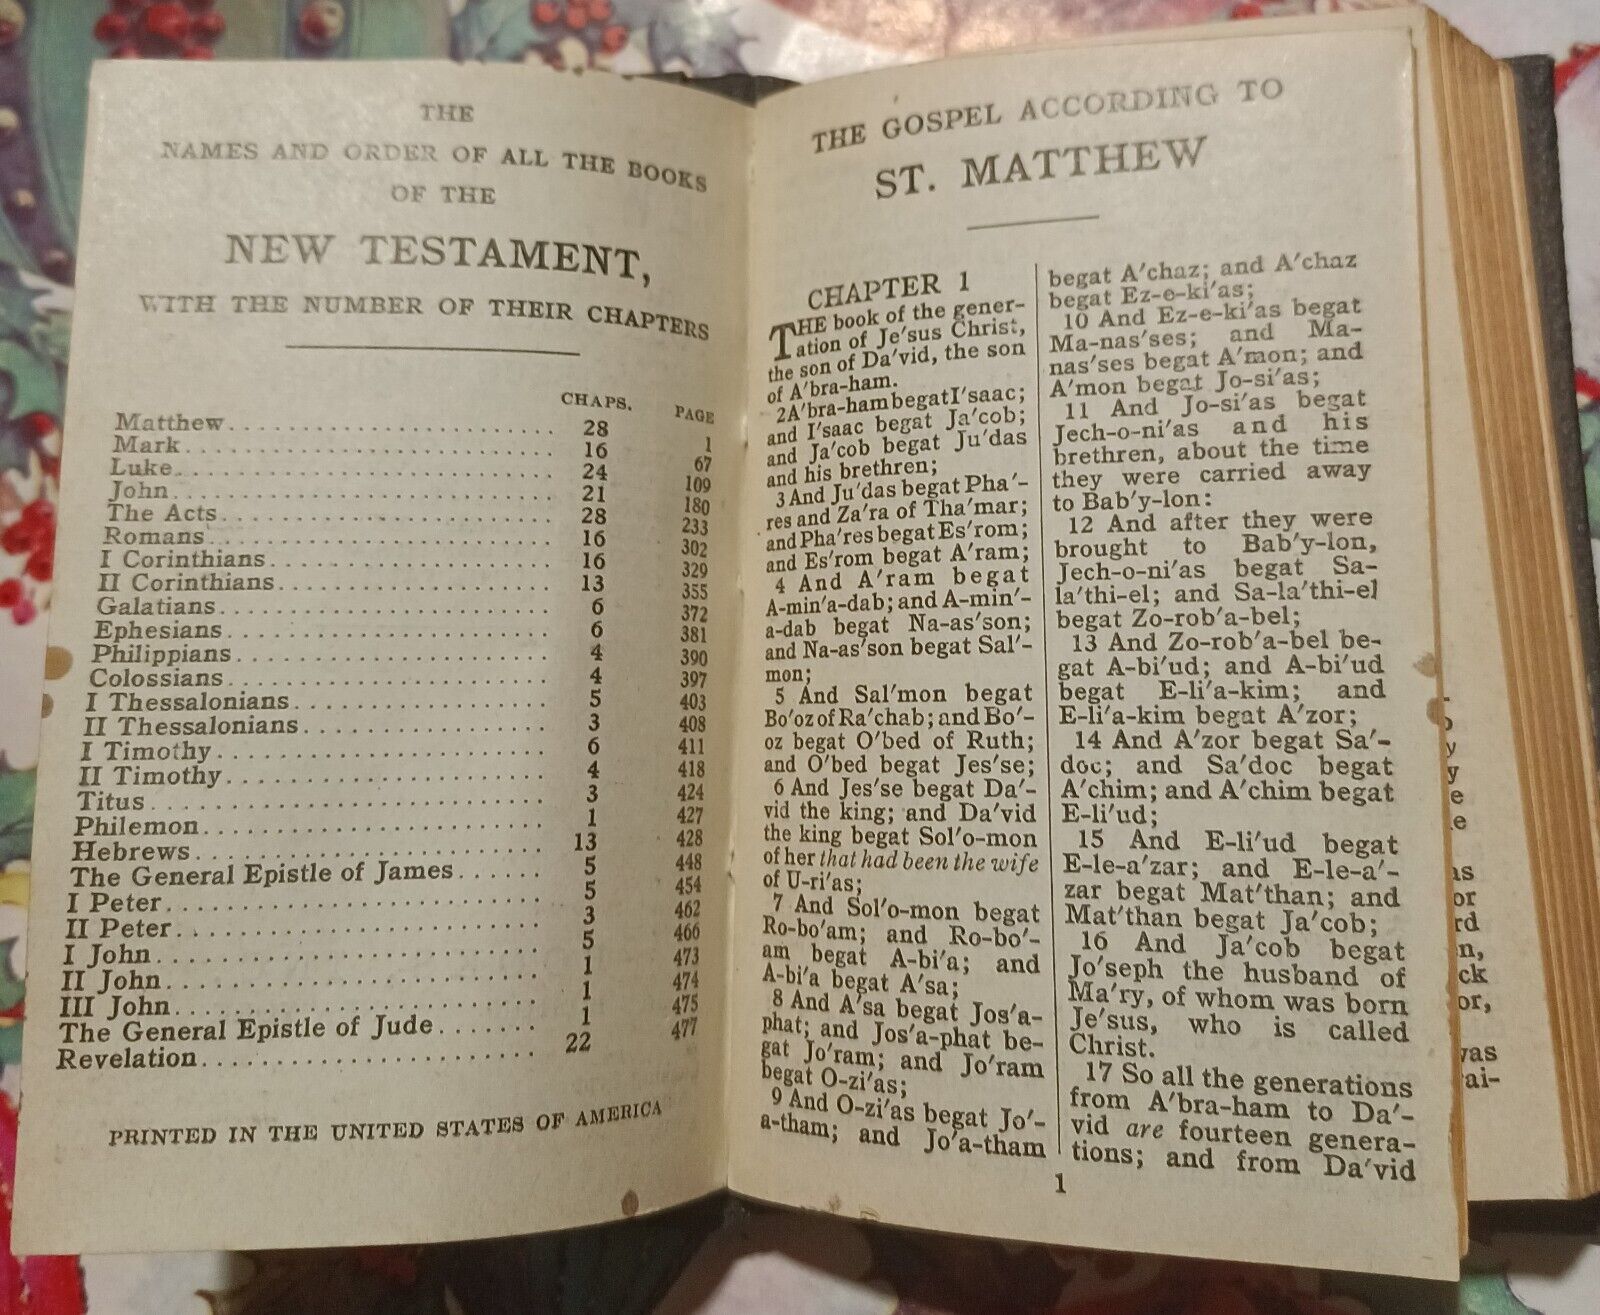 THE
NAMES AND ORDER OF ALL THE BOOKS
OF THE
NEW TESTAMENT,
WITH THE NUMBER OF THEIR CHAPTERS
CHAPS. PAGE
Matthew.......................... 28 1
Mark.............................. 16 67
Luke.............................. 24 109
John.............................. 21 180
The Acts.......................... 28 233
Romans............................ 16 302
I Corinthians..................... 16 329
II Corinthians.................... 13 355
Galatians......................... 6 372
Ephesians......................... 6 381
Philippians....................... 4 390
Colossians........................ 4 397
I Thessalonians................... 5 403
II Thessalonians.................. 3 408
I Timothy......................... 6 411
II Timothy........................ 4 418
Titus............................. 3 424
Philemon.......................... 1 427
Hebrews........................... 13 428
The General Epistle of James...... 5 448
I Peter........................... 5 454
II Peter.......................... 3 462
I John............................ 5 466
II John........................... 1 473
III John.......................... 1 474
The General Epistle of Jude....... 1 475
Revelation........................ 22 477
PRINTED IN THE UNITED STATES OF AMERICA
THE GOSPEL ACCORDING TO
ST. MATTHEW
CHAPTER 1
THE book of the gener-
ation of Je′sus Christ,
the son of Da′vid, the son
of A′bra-ham.
2 A′bra-ham begat I′saac;
and I′saac begat Ja′cob;
and Ja′cob begat Ju′das
and his brethren;
3 And Ju′das begat Pha′-
res and Za′ra of Tha′mar;
and Pha′res begat Es′rom;
and Es′rom begat A′ram;
4 And A′ram begat
A-min′a-dab; and A-min′-
a-dab begat Na-as′son;
and Na-as′son begat Sal′-
mon;
5 And Sal′mon begat
Bo′oz of Ra′chab; and Bo′-
oz begat O′bed of Ruth;
and O′bed begat Jes′se;
6 And Jes′se begat Da′-
vid the king; and Da′vid
the king begat Sol′o-mon
of her that had been the wife
of U-ri′as;
7 And Sol′o-mon begat
Ro-bo′am; and Ro-bo′-
am begat A-bi′a; and
A-bi′a begat A′sa;
8 And A′sa begat Jos′a-
phat; and Jos′a-phat be-
gat Jo′ram; and Jo′ram
begat O-zi′as;
9 And O-zi′as begat Jo′-
a-tham; and Jo′a-tham
begat A′chaz; and A′chaz
begat Ez-e-ki′as;
10 And Ez-e-ki′as begat
Ma-nas′ses; and Ma-
nas′ses begat A′mon; and
A′mon begat Jo-si′as;
11 And Jo-si′as begat
Jech-o-ni′as and his
brethren, about the time
they were carried away
to Bab′y-lon:
12 And after they were
brought to Bab′y-lon,
Jech-o-ni′as begat Sa-
la′thi-el; and Sa-la′thi-el
begat Zo-rob′a-bel;
13 And Zo-rob′a-bel be-
gat A-bi′ud; and A-bi′ud
begat E-li′a-kim; and
E-li′a-kim begat A′zor;
14 And A′zor begat Sa′-
doc; and Sa′doc begat
A′chim; and A′chim begat
E-li′ud;
15 And E-li′ud begat
E-le-a′zar; and E-le-a′-
zar begat Mat′than; and
Mat′than begat Ja′cob;
16 And Ja′cob begat
Jo′seph the husband of
Ma′ry, of whom was born
Je′sus, who is called
Christ.
17 So all the generations
from A′bra-ham to Da′-
vid are fourteen genera-
tions; and from Da′vid
1